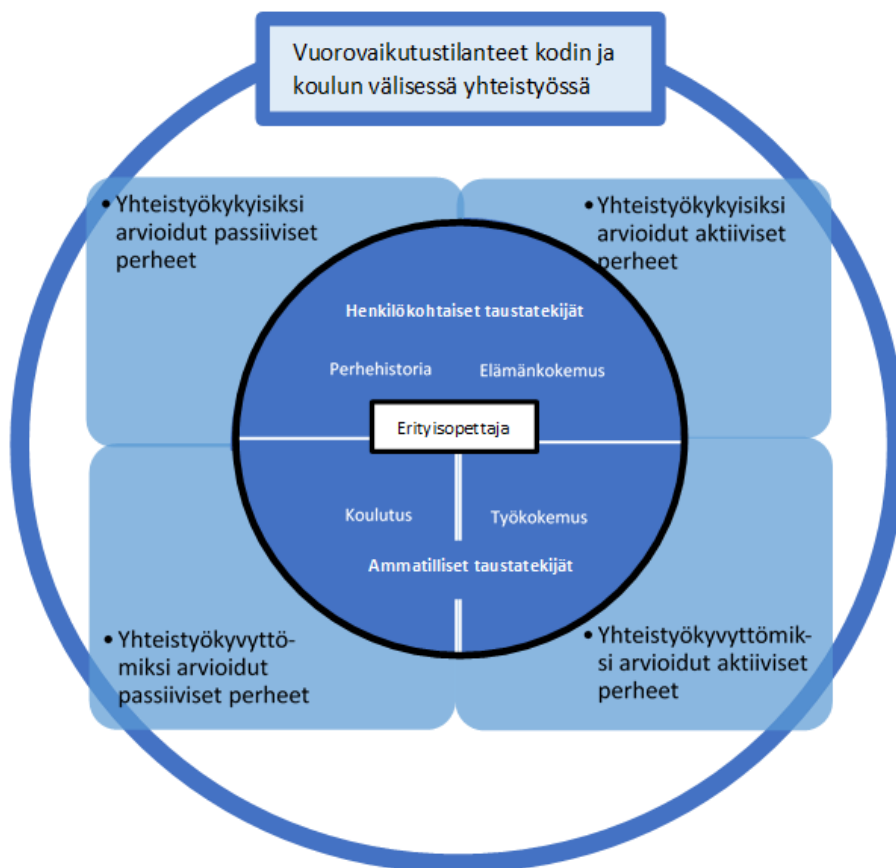 Vuorovaikutustilanteet kodin ja
koulun välisessä yhteistyössä
• Yhteistyökykyisiksi
arvioidut passiiviset
perheet
• Yhteistyökykyisiksi
arvioidut aktiiviset
perheet
Henkilökohtaiset taustatekijät
Perhehistoria
Elämänkokemus
Erityisopettaja
Koulutus
Työkokemus
Ammatilliset taustatekijät
• Yhteistyökyvyttö-
miksi arvioidut
passiiviset perheet
• Yhteistyökyvyttömik-
si arvioidut aktiiviset
perheet